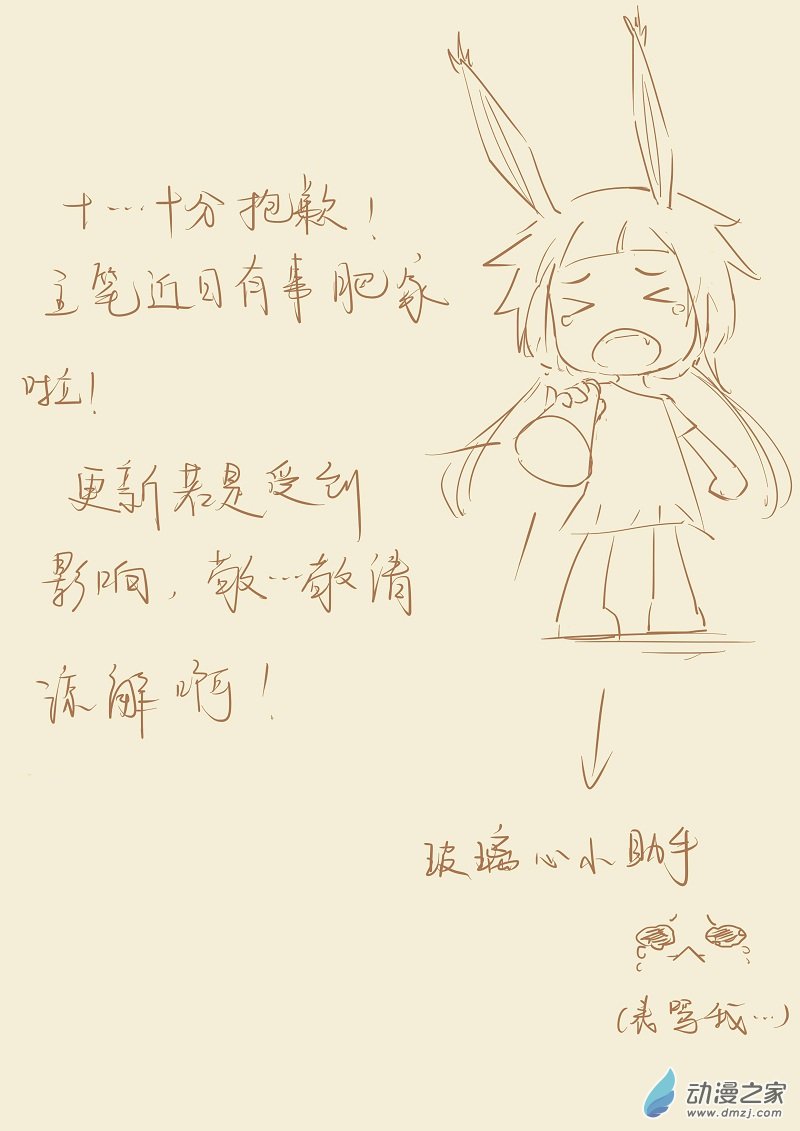 十…十分抱歉！
主笔近日有事肥家
啦！
更新若是受到
影响，敬…敬请
谅解啊！
玻璃心小助手
(表骂我…)
动漫之家
www.dmzj.com